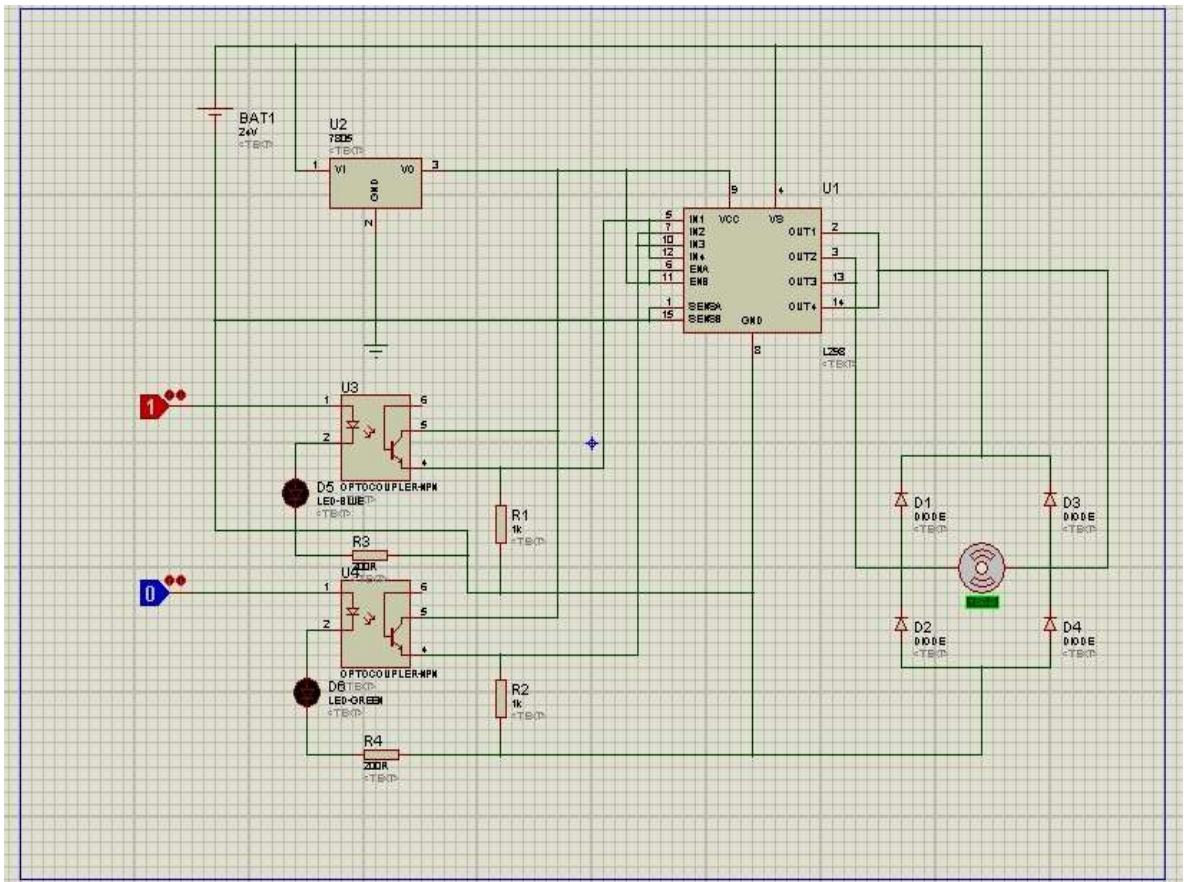 BAT1
24V
<TEXT>
U2
7805
<TEXT>
1 VI VO 3
GND
2
U1
9 4
VCC VS
5 IN1 OUT1 2
7 IN2
10 IN3 OUT2 3
12 IN4
6 ENA OUT3 13
11 ENB
1 SENSA OUT4 14
15 SENSB GND
8
L298
<TEXT>
U3
1 1 6
5
2 4
OPTOCOUPLER-NPN
<TEXT>
D5
LED-BLUE
<TEXT>
R1
1k
<TEXT>
R3
200R
U4
0 1 6
5
2 4
OPTOCOUPLER-NPN
<TEXT>
D6
LED-GREEN
<TEXT>
R2
1k
<TEXT>
R4
200R
<TEXT>
D1
DIODE
<TEXT>
D3
DIODE
<TEXT>
D2
DIODE
<TEXT>
D4
DIODE
<TEXT>